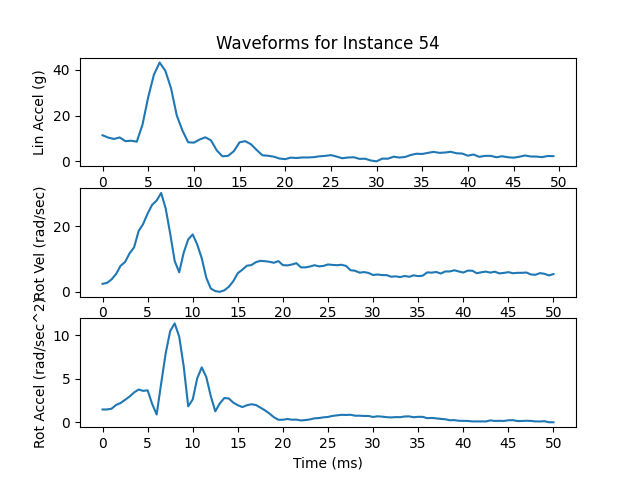 Waveforms for Instance 54
Lin Accel (g)
40
20
0
0 5 10 15 20 25 30 35 40 45 50
Rot Vel (rad/sec)
20
0
0 5 10 15 20 25 30 35 40 45 50
Rot Accel (rad/sec^2)
10
5
0
0 5 10 15 20 25 30 35 40 45 50
Time (ms)